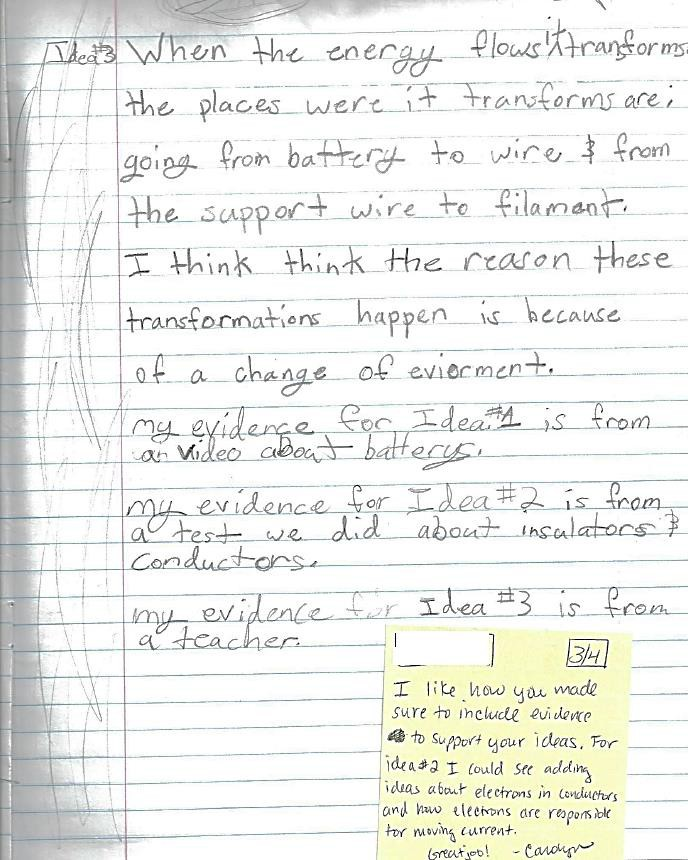 Idea #3 When the energy flows it transforms
the places were it transforms are;
going from battery to wire & from
the support wire to filament.
I think think the reason these
transformations happen is because
of a change of eviorment.
my evidence for Idea #1 is from
an video about batterys.
my evidence for Idea #2 is from
a test we did about insulators &
conductors.
my evidence for Idea #3 is from
a teacher.
3/4
I like how you made
sure to include evidence
to support your ideas. For
idea #2 I could see adding
ideas about electrons in conductors
and how electrons are responsible
for moving current.
Great job! - Carolyn